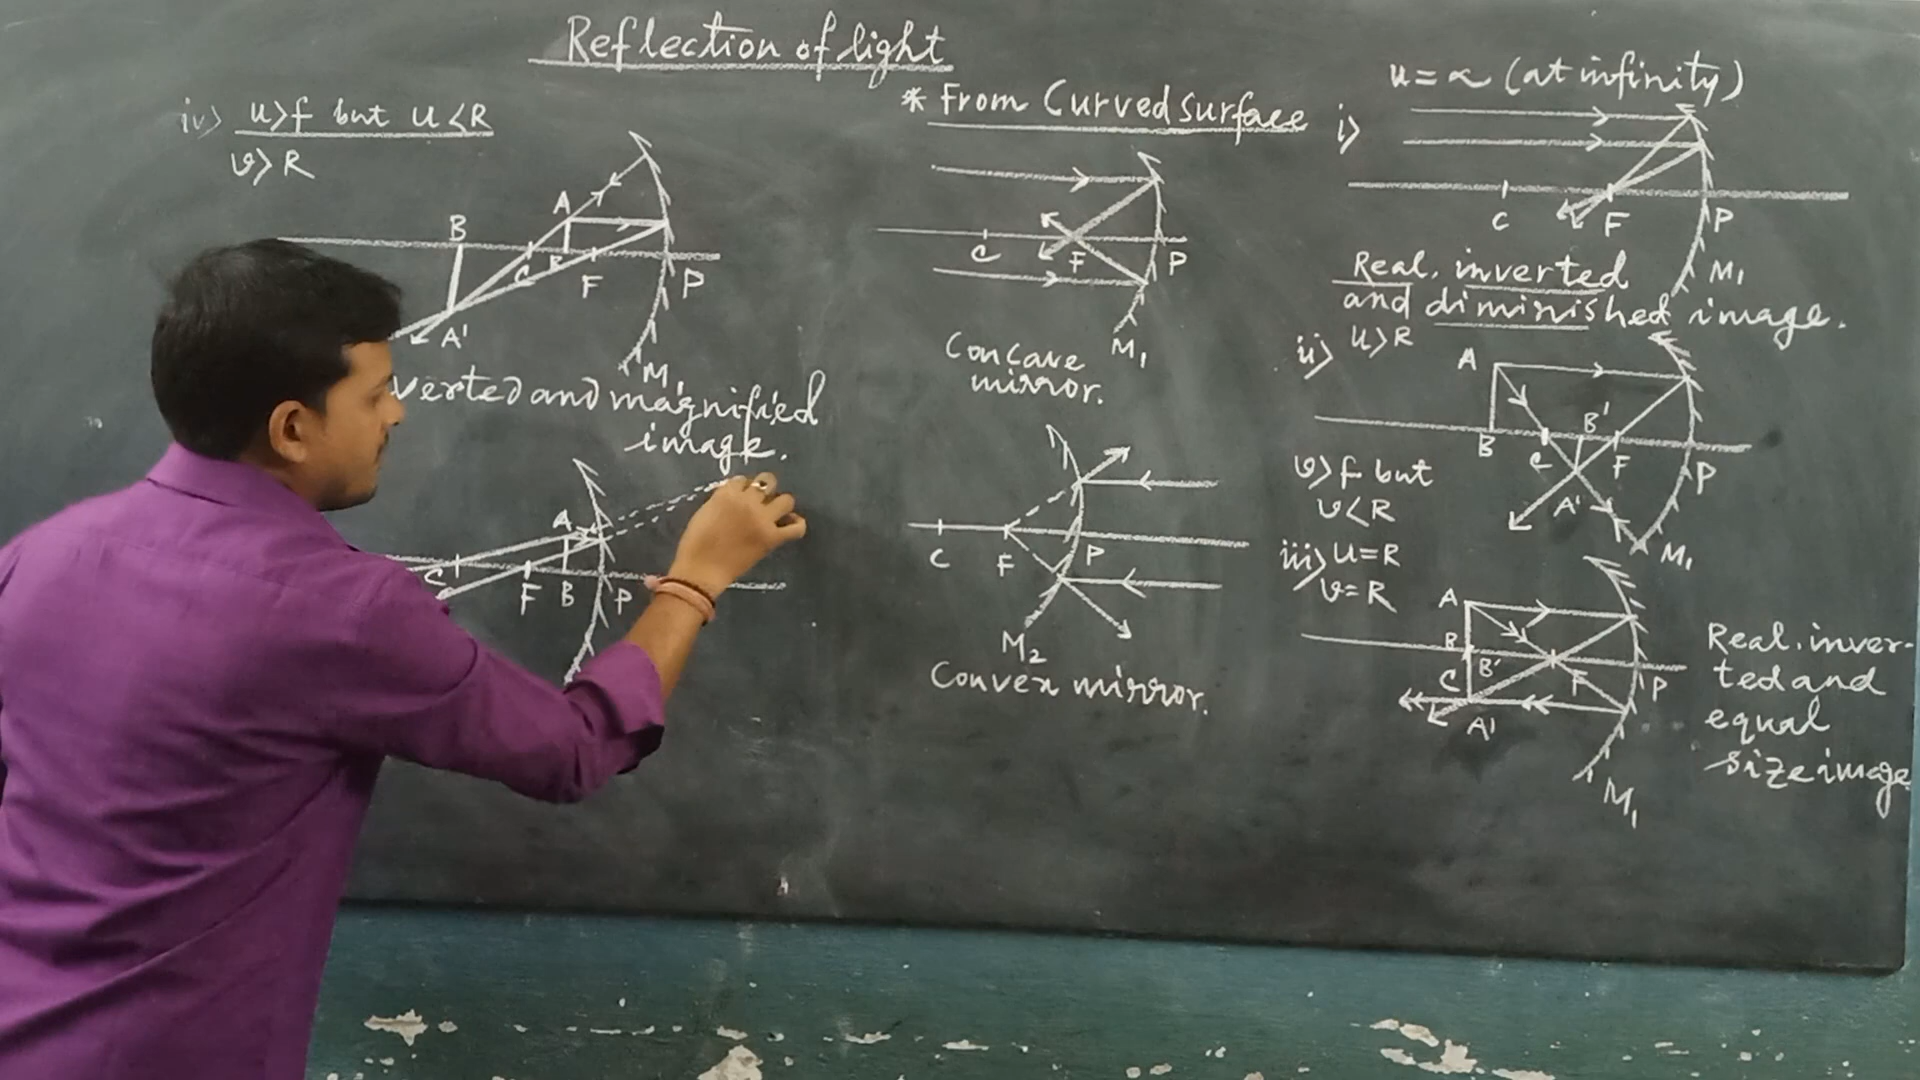 Reflection of light
* From Curved surface
iv) u>f but u<R
v>R
A
B
C
B
F
P
A'
M₁
verted and magnified
image.
A
C
F
B
P
C
F
P
M₁
Concave
mirror.
C
F
P
M₂
Convex mirror.
u = ∝ (at infinity)
i)
C
F
P
M₁
Real, inverted
and diminished image.
ii) u>R
A
B
C
B'
F
P
A'
M₁
v>f but
v<R
iii) u=R
v=R
A
B
B'
C
F
P
A'
M₁
Real, inver-
ted and
equal
size image